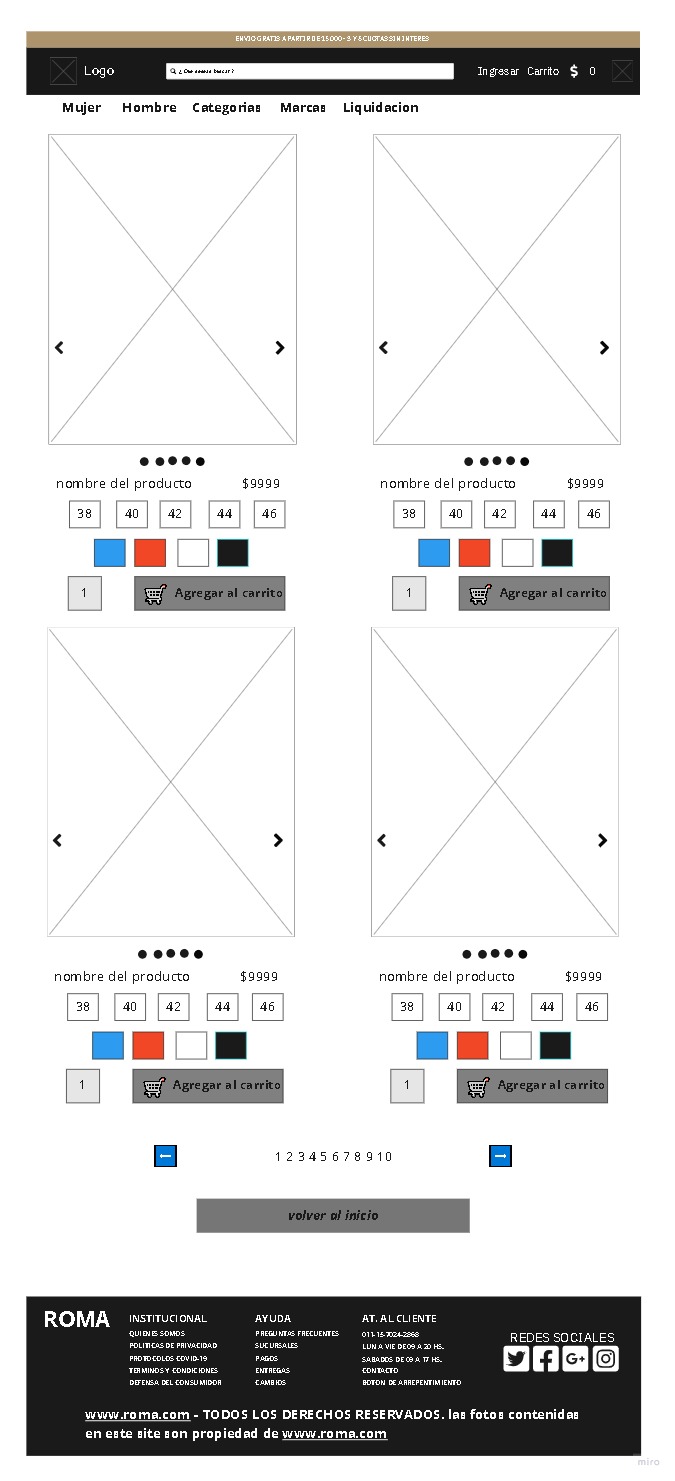 ENVIO GRATIS A PARTIR DE 15000 - 3 Y 6 CUOTAS SIN INTERES
Logo
¿ Que deseas buscar ?
Ingresar Carrito $ 0
Mujer Hombre Categorias Marcas Liquidacion
nombre del producto $9999 nombre del producto $9999
38 40 42 44 46 38 40 42 44 46
1 Agregar al carrito 1 Agregar al carrito
nombre del producto $9999 nombre del producto $9999
38 40 42 44 46 38 40 42 44 46
1 Agregar al carrito 1 Agregar al carrito
1 2 3 4 5 6 7 8 9 10
volver al inicio
ROMA
INSTITUCIONAL
QUIENES SOMOS
POLITICAS DE PRIVACIDAD
PROTOCOLOS COVID-19
TERMINOS Y CONDICIONES
DEFENSA DEL CONSUMIDOR
AYUDA
PREGUNTAS FRECUENTES
SUCURSALES
PAGOS
ENTREGAS
CAMBIOS
AT. AL CLIENTE
011-15-7024-2868
LUN A VIE DE 09 A 20 HS.
SABADOS DE 09 A 17 HS.
CONTACTO
BOTON DE ARREPENTIMIENTO
REDES SOCIALES
www.roma.com - TODOS LOS DERECHOS RESERVADOS. las fotos contenidas
en este site son propiedad de www.roma.com
miro